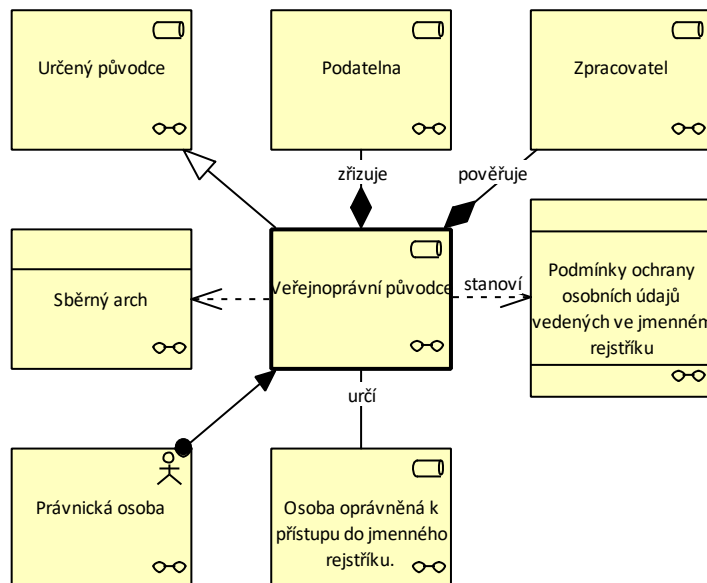 Určený původce
Podatelna
Zpracovatel
zřizuje
pověřuje
Sběrný arch
Veřejnoprávní původce
stanoví
Podmínky ochrany
osobních údajů
vedených ve jmenném
rejstříku
určí
Právnická osoba
Osoba oprávněná k
přístupu do jmenného
rejstříku.